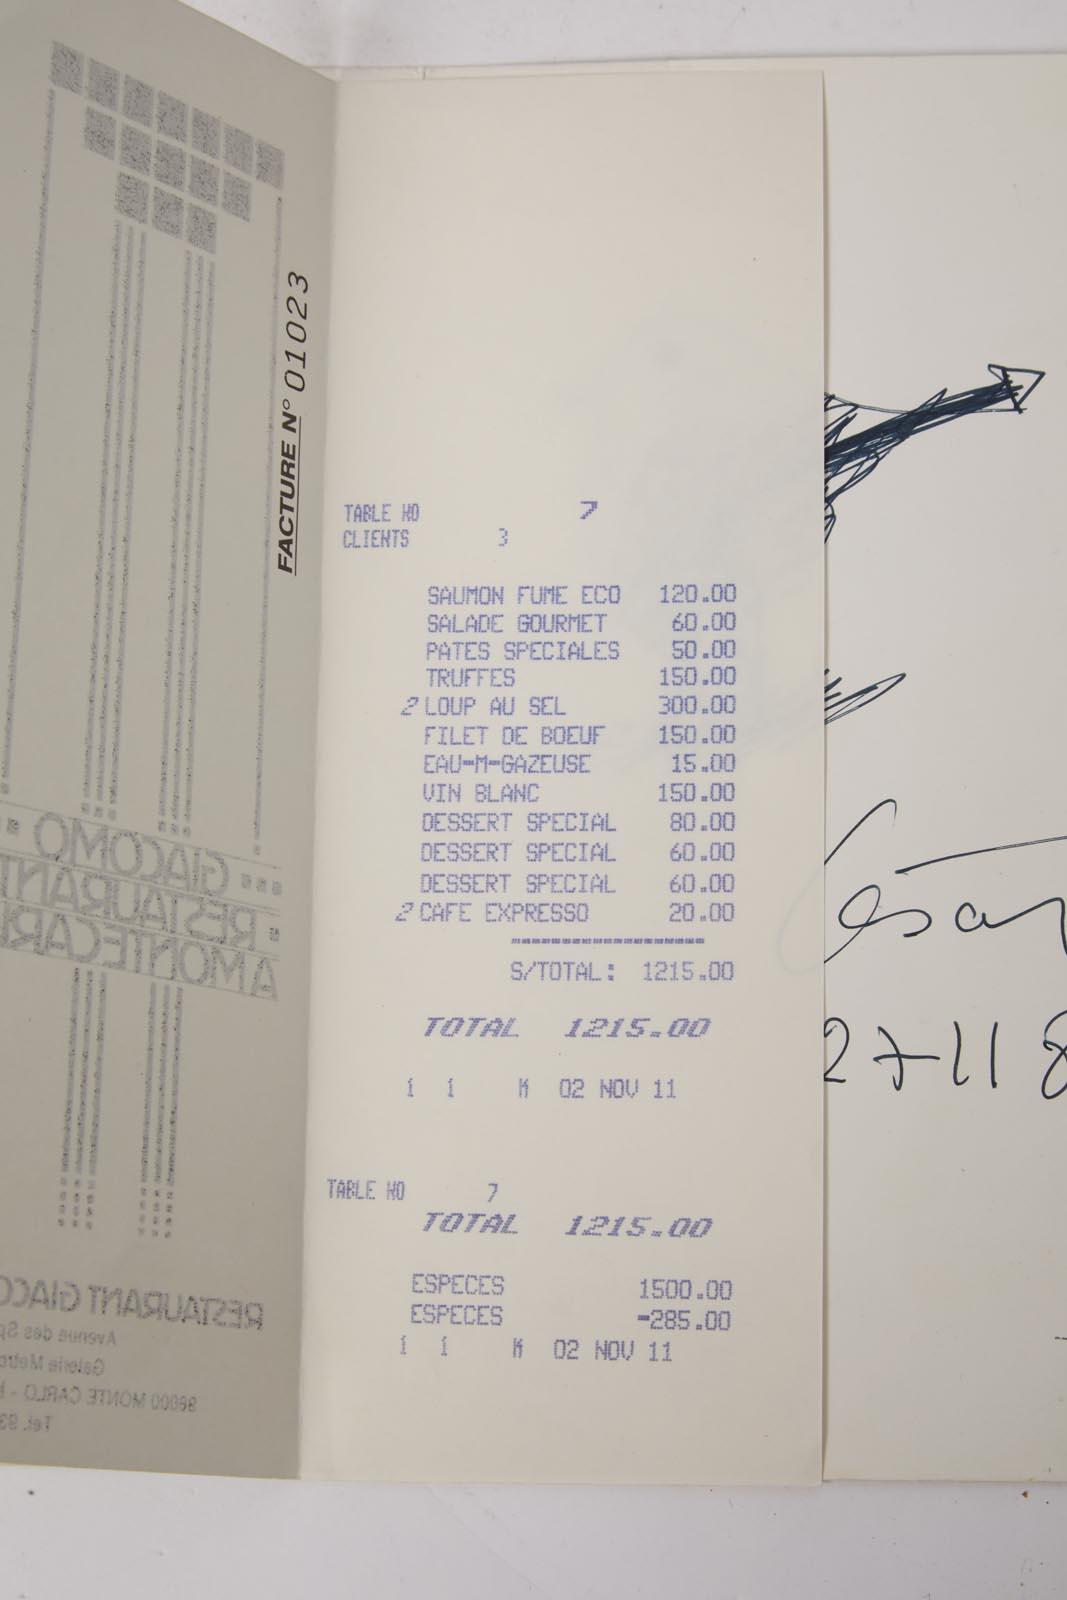 FACTURE N° 01023
GIACOMO
RESTAURANT
A MONTECARL
RESTAURANT GIACO
Avenue des Sp
Galerie Metro
98000 MONTE CARLO -
Tel. 93
TABLE NO 7
CLIENTS 3
SAUMON FUME ECO 120.00
SALADE GOURMET 60.00
PATES SPECIALES 50.00
TRUFFES 150.00
2 LOUP AU SEL 300.00
FILET DE BOEUF 150.00
EAU-M-GAZEUSE 15.00
VIN BLANC 150.00
DESSERT SPECIAL 80.00
DESSERT SPECIAL 60.00
DESSERT SPECIAL 60.00
2 CAFE EXPRESSO 20.00
S/TOTAL: 1215.00
TOTAL 1215.00
1 1 K 02 NOV 11
TABLE NO 7
TOTAL 1215.00
ESPECES 1500.00
ESPECES -285.00
1 1 K 02 NOV 11
César
27 11 8